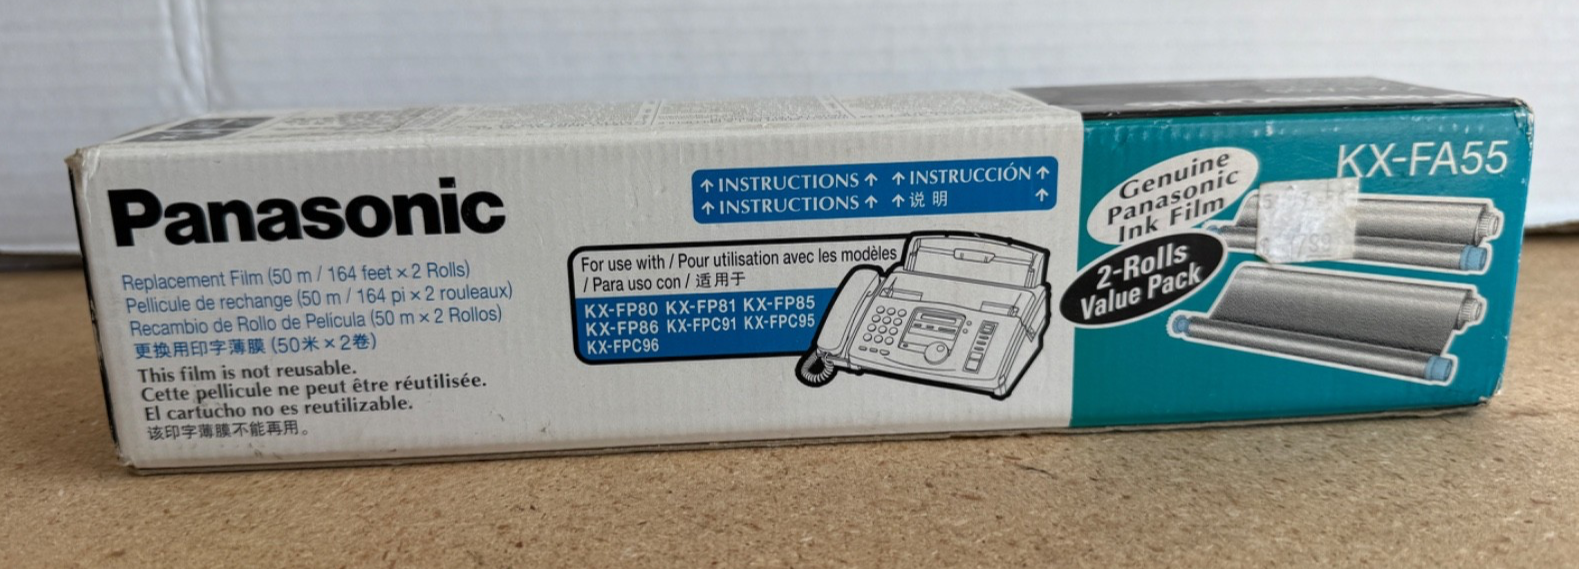 Panasonic
Replacement Film (50 m / 164 feet × 2 Rolls)
Pellicule de rechange (50 m / 164 pi × 2 rouleaux)
Recambio de Rollo de Película (50 m × 2 Rollos)
更换用印字薄膜 (50米 × 2卷)
This film is not reusable.
Cette pellicule ne peut être réutilisée.
El cartucho no es reutilizable.
该印字薄膜不能再用。
↑ INSTRUCTIONS ↑ ↑ INSTRUCCIÓN ↑
↑ INSTRUCTIONS ↑ ↑ 说 明 ↑
For use with / Pour utilisation avec les modèles
/ Para uso con / 适用于
KX-FP80 KX-FP81 KX-FP85
KX-FP86 KX-FPC91 KX-FPC95
KX-FPC96
Genuine
Panasonic
Ink Film
2-Rolls
Value Pack
KX-FA55